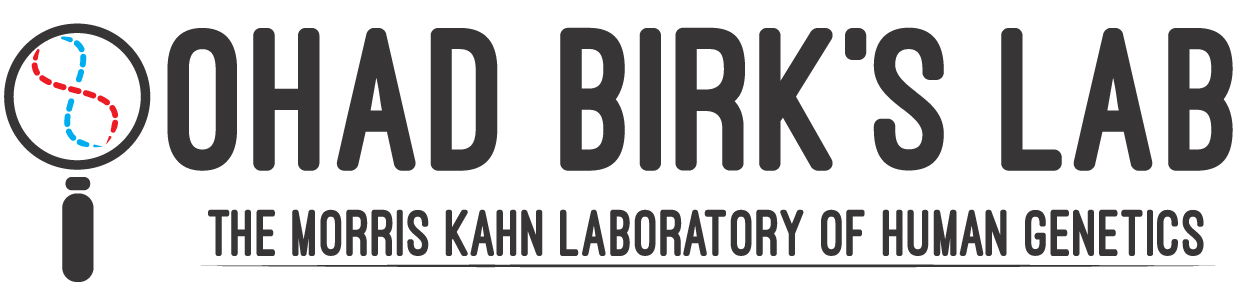 OHAD BIRK'S LAB
THE MORRIS KAHN LABORATORY OF HUMAN GENETICS